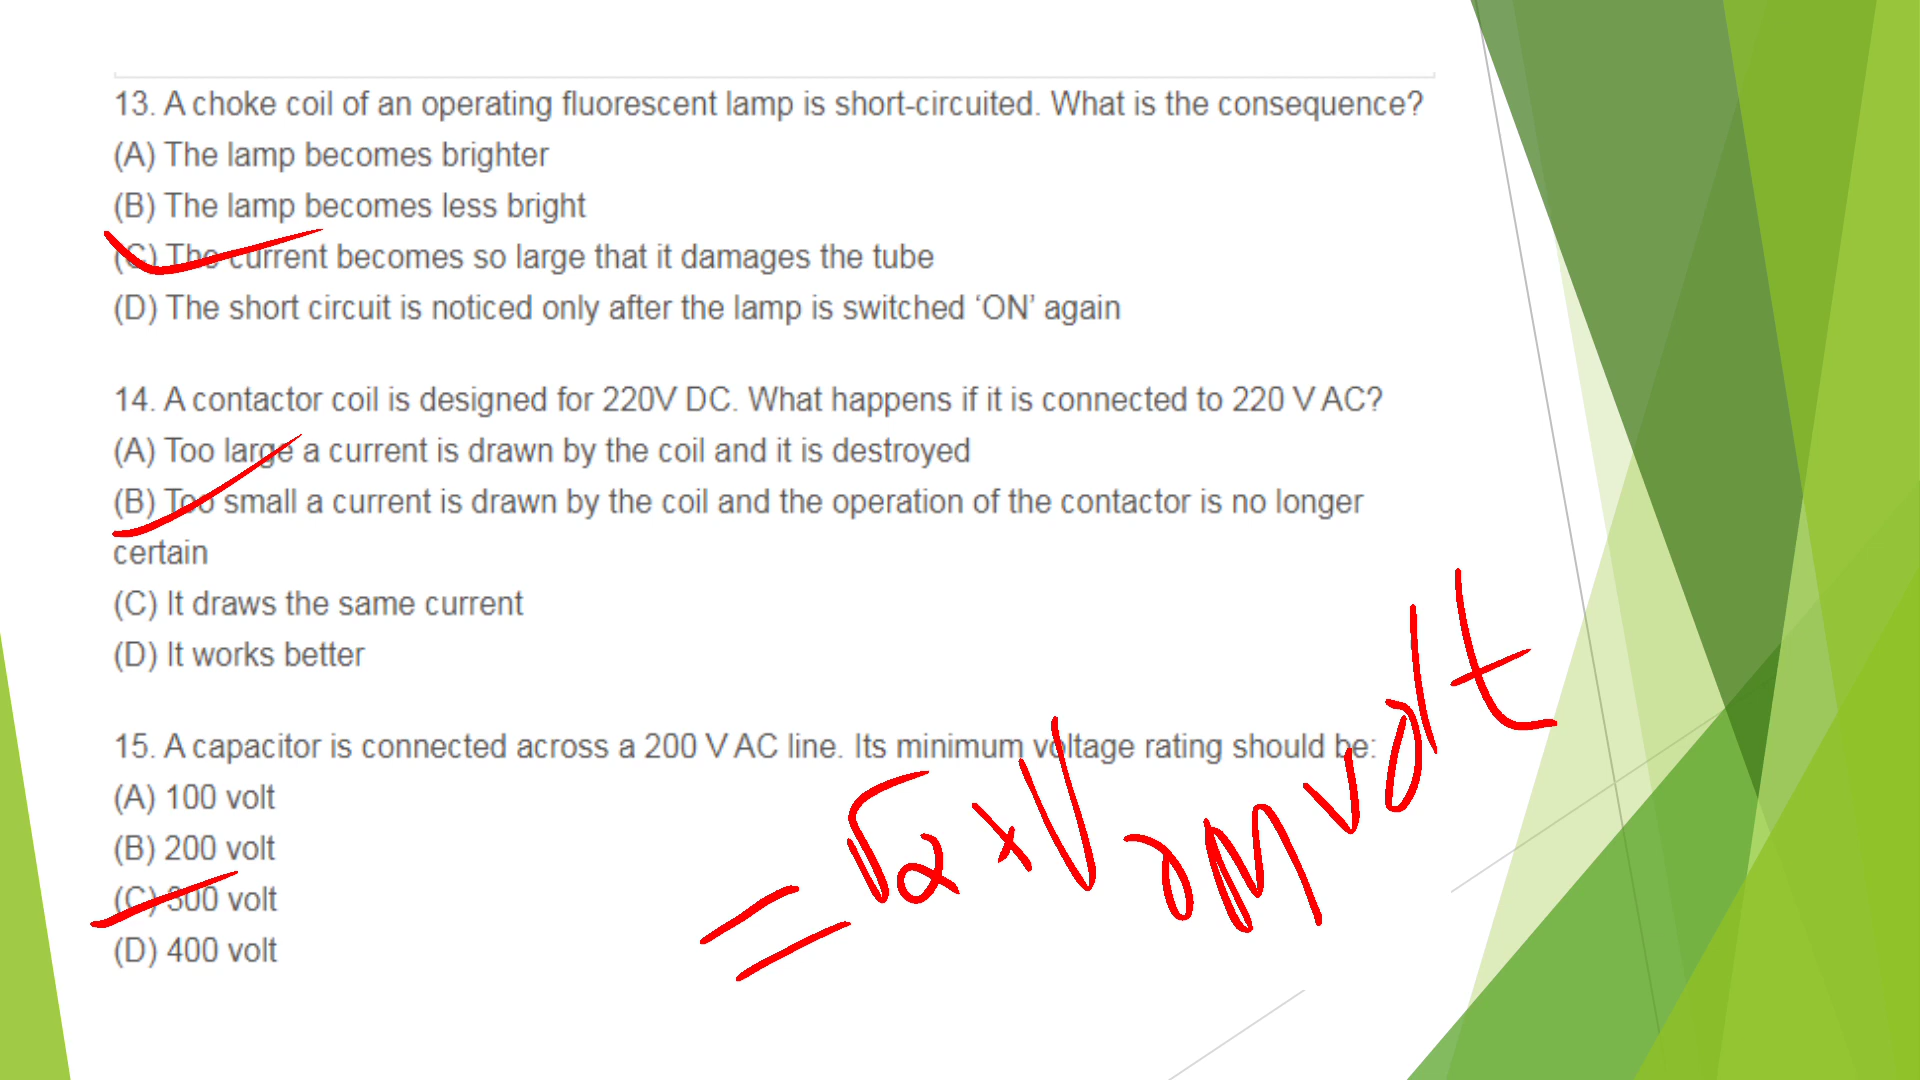 13. A choke coil of an operating fluorescent lamp is short-circuited. What is the consequence?
(A) The lamp becomes brighter
(B) The lamp becomes less bright
(C) The current becomes so large that it damages the tube
(D) The short circuit is noticed only after the lamp is switched ‘ON’ again
14. A contactor coil is designed for 220V DC. What happens if it is connected to 220 V AC?
(A) Too large a current is drawn by the coil and it is destroyed
(B) Too small a current is drawn by the coil and the operation of the contactor is no longer
certain
(C) It draws the same current
(D) It works better
15. A capacitor is connected across a 200 V AC line. Its minimum voltage rating should be:
(A) 100 volt
(B) 200 volt
(C) 300 volt
(D) 400 volt
= √2 × V rM volt